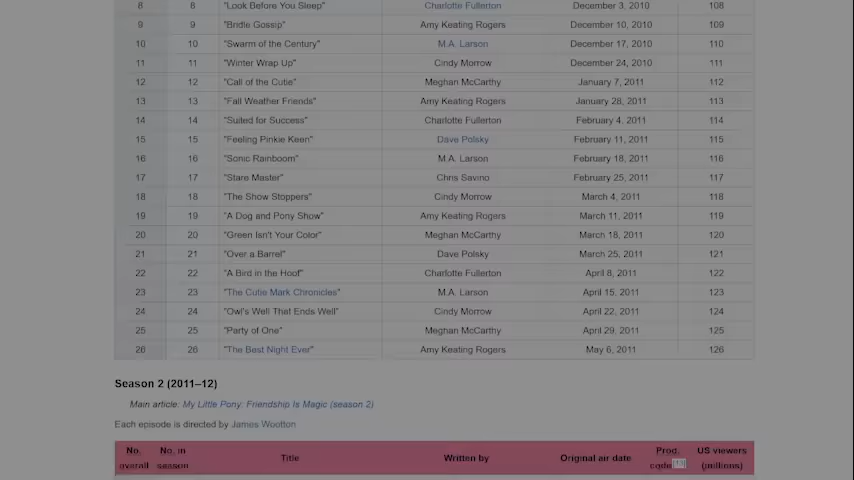 8 8 "Look Before You Sleep" Charlotte Fullerton December 3, 2010 108
9 9 "Bridle Gossip" Amy Keating Rogers December 10, 2010 109
10 10 "Swarm of the Century" M.A. Larson December 17, 2010 110
11 11 "Winter Wrap Up" Cindy Morrow December 24, 2010 111
12 12 "Call of the Cutie" Meghan McCarthy January 7, 2011 112
13 13 "Fall Weather Friends" Amy Keating Rogers January 28, 2011 113
14 14 "Suited for Success" Charlotte Fullerton February 4, 2011 114
15 15 "Feeling Pinkie Keen" Dave Polsky February 11, 2011 115
16 16 "Sonic Rainboom" M.A. Larson February 18, 2011 116
17 17 "Stare Master" Chris Savino February 25, 2011 117
18 18 "The Show Stoppers" Cindy Morrow March 4, 2011 118
19 19 "A Dog and Pony Show" Amy Keating Rogers March 11, 2011 119
20 20 "Green Isn't Your Color" Meghan McCarthy March 18, 2011 120
21 21 "Over a Barrel" Dave Polsky March 25, 2011 121
22 22 "A Bird in the Hoof" Charlotte Fullerton April 8, 2011 122
23 23 "The Cutie Mark Chronicles" M.A. Larson April 15, 2011 123
24 24 "Owl's Well That Ends Well" Cindy Morrow April 22, 2011 124
25 25 "Party of One" Meghan McCarthy April 29, 2011 125
26 26 "The Best Night Ever" Amy Keating Rogers May 6, 2011 126
Season 2 (2011–12)
Main article: My Little Pony: Friendship Is Magic (season 2)
Each episode is directed by James Wootton
No. overall No. in season Title Written by Original air date Prod. code US viewers (millions)